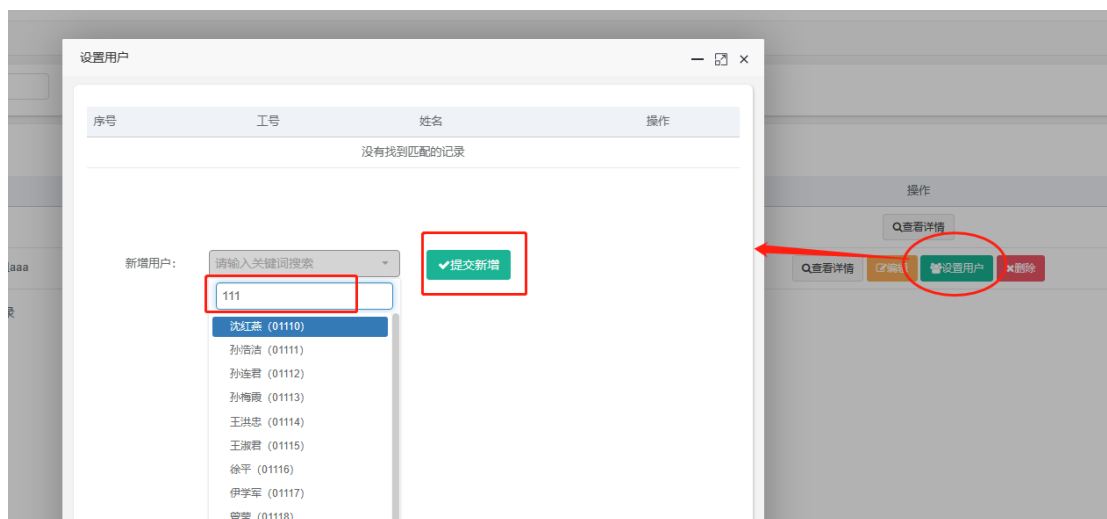 设置用户
序号 工号 姓名 操作
没有找到匹配的记录
操作
查看详情
aaa
新增用户： 请输入关键词搜索 提交新增
查看详情 编辑 设置用户 删除
111
沈红燕 (01110)
孙浩洁 (01111)
孙连君 (01112)
孙梅霞 (01113)
王洪忠 (01114)
王淑君 (01115)
徐平 (01116)
伊学军 (01117)
(01118)